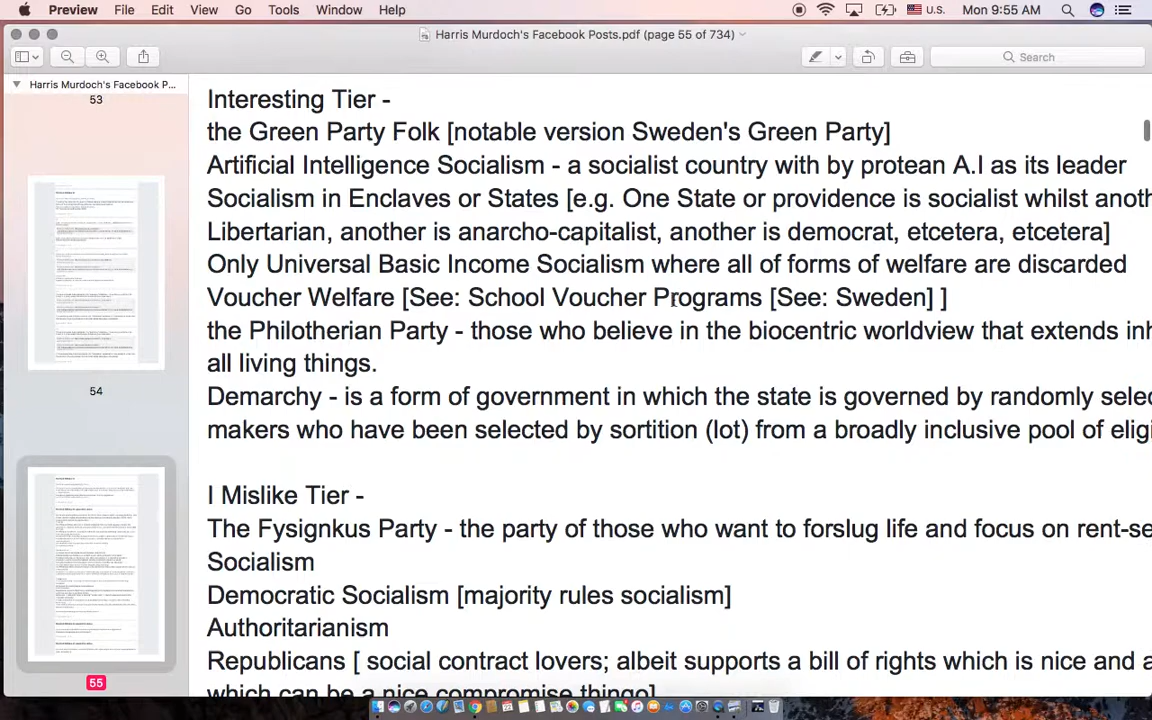 Preview File Edit View Go Tools Window Help U.S. Mon 9:55 AM
Harris Murdoch's Facebook Posts.pdf (page 55 of 734)
Search
Harris Murdoch's Facebook P...
53
54
55
Interesting Tier -
the Green Party Folk [notable version Sweden's Green Party]
Artificial Intelligence Socialism - a socialist country with by protean A.I as its leader
Socialism in Enclaves or States [e.g. One State or providence is socialist whilst anoth
Libertarian, another is anarcho-capitalist, another is democrat, etcetera, etcetera]
Only Universal Basic Income Socialism where all of forms of welfare are discarded
Voucher Welfare [See: School Voucher Programs [See: Sweden] ]
the Philotherian Party - those who believe in the biocentric worldview that extends inh
all living things.
Demarchy - is a form of government in which the state is governed by randomly selec
makers who have been selected by sortition (lot) from a broadly inclusive pool of eligi
I Mislike Tier -
The Fysignkus Party - the party of those who want to forslug life and focus on rent-se
Socialism
Democratic Socialism [majority rules socialism]
Authoritarianism
Republicans [ social contract lovers; albeit supports a bill of rights which is nice and a
which can be a nice compromise thingo]